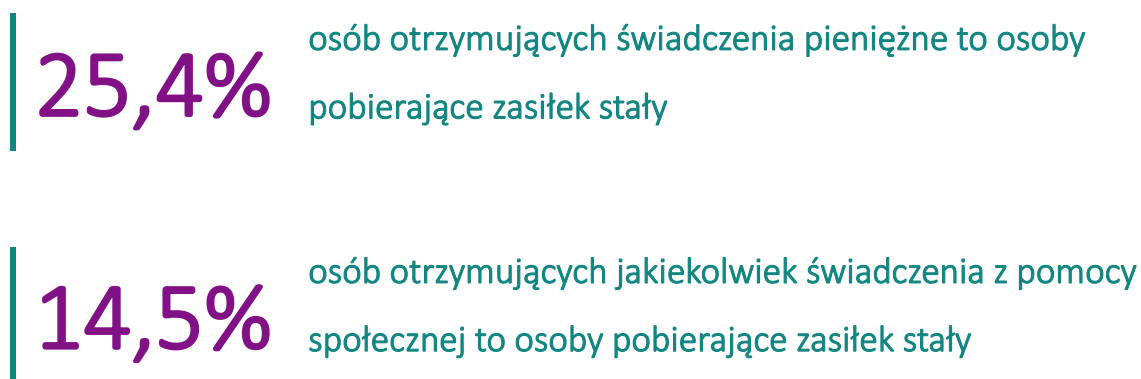 25,4%
osób otrzymujących świadczenia pieniężne to osoby
pobierające zasiłek stały
14,5%
osób otrzymujących jakiekolwiek świadczenia z pomocy
społecznej to osoby pobierające zasiłek stały